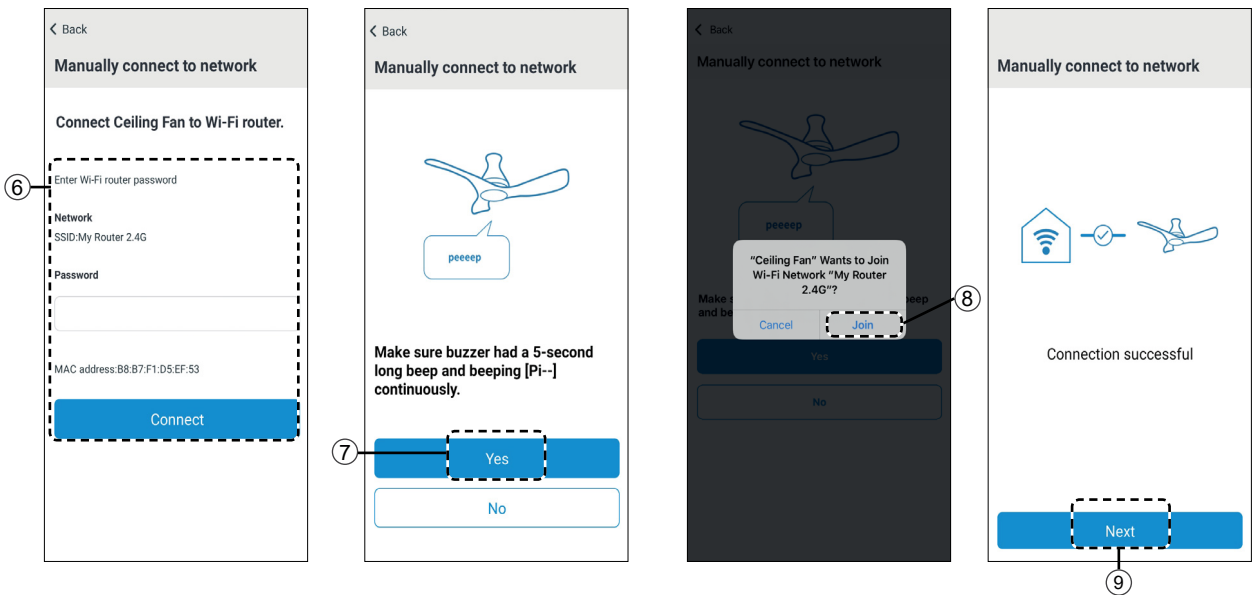 Back
Manually connect to network
Connect Ceiling Fan to Wi-Fi router.
6
Enter Wi-Fi router password
Network
SSID:My Router 2.4G
Password
MAC address:B8:B7:F1:D5:EF:53
Connect
Back
Manually connect to network
peeeep
Make sure buzzer had a 5-second
long beep and beeping [Pi--]
continuously.
7
Yes
No
Back
Manually connect to network
peeeep
"Ceiling Fan" Wants to Join
Wi-Fi Network "My Router
2.4G"?
Make beep
and be
Cancel
Join
8
Yes
No
Manually connect to network
Connection successful
Next
9